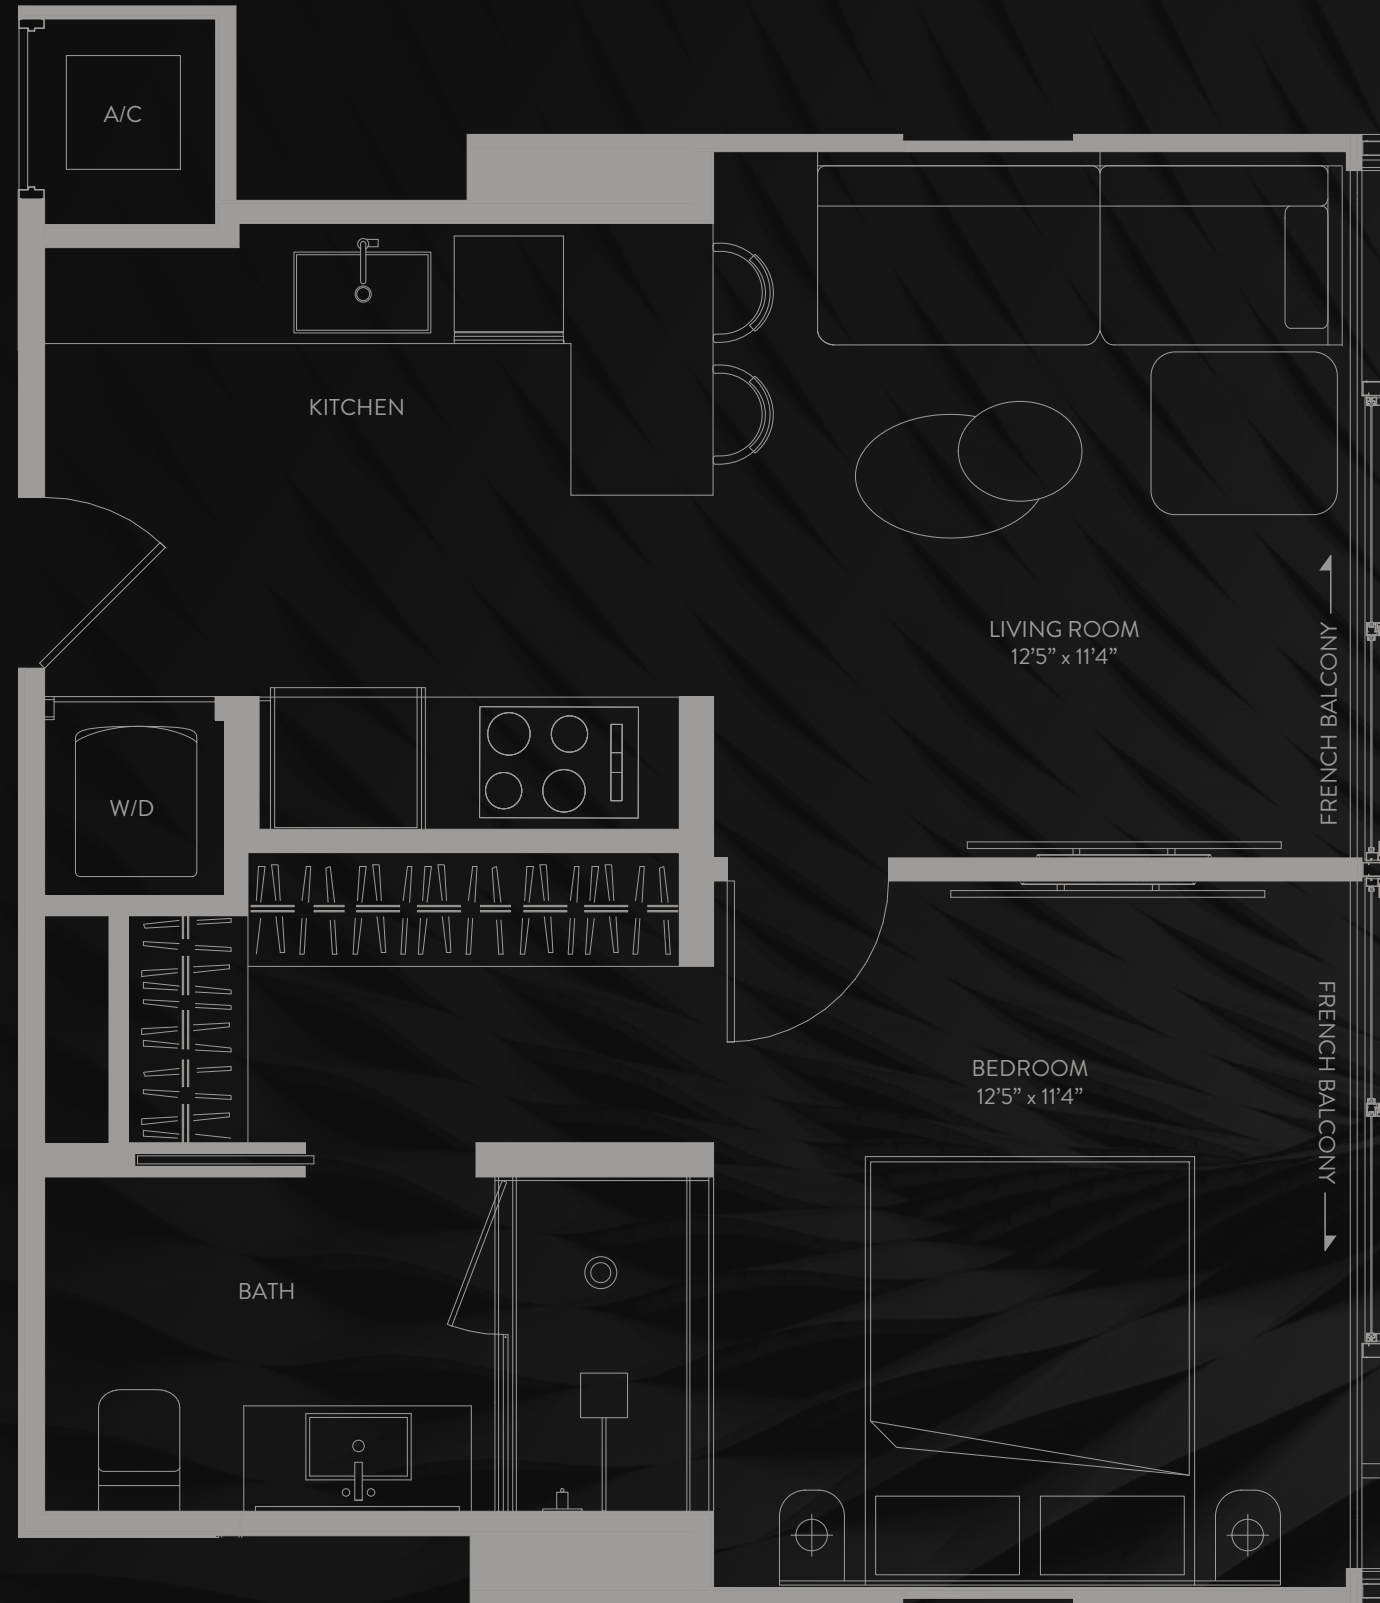 A/C
KITCHEN
LIVING ROOM
12'5” x 11'4”
FRENCH BALCONY
W/D
FRENCH BALCONY
BEDROOM
12'5” x 11'4”
BATH